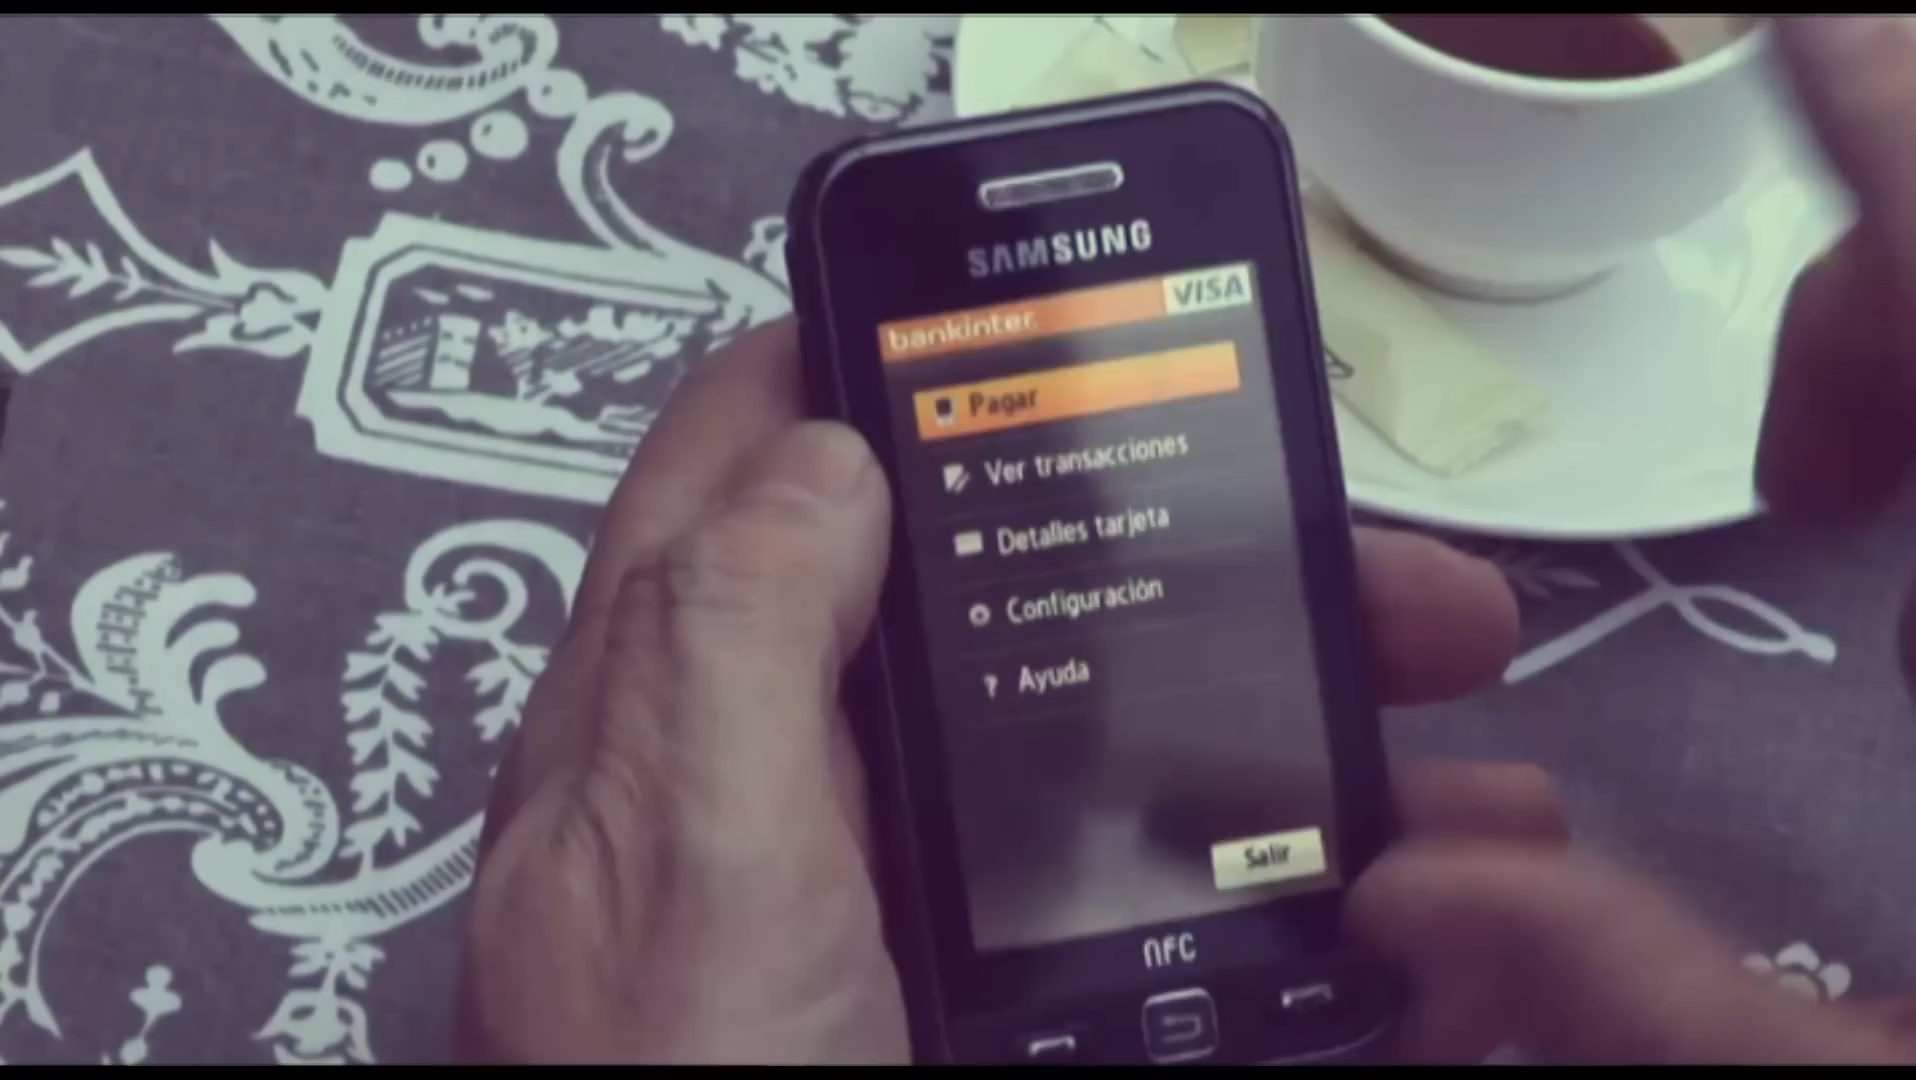 SAMSUNG
bankinter.
VISA
Pagar
Ver transacciones
Detalles tarjeta
Configuración
? Ayuda
Salir
NFC